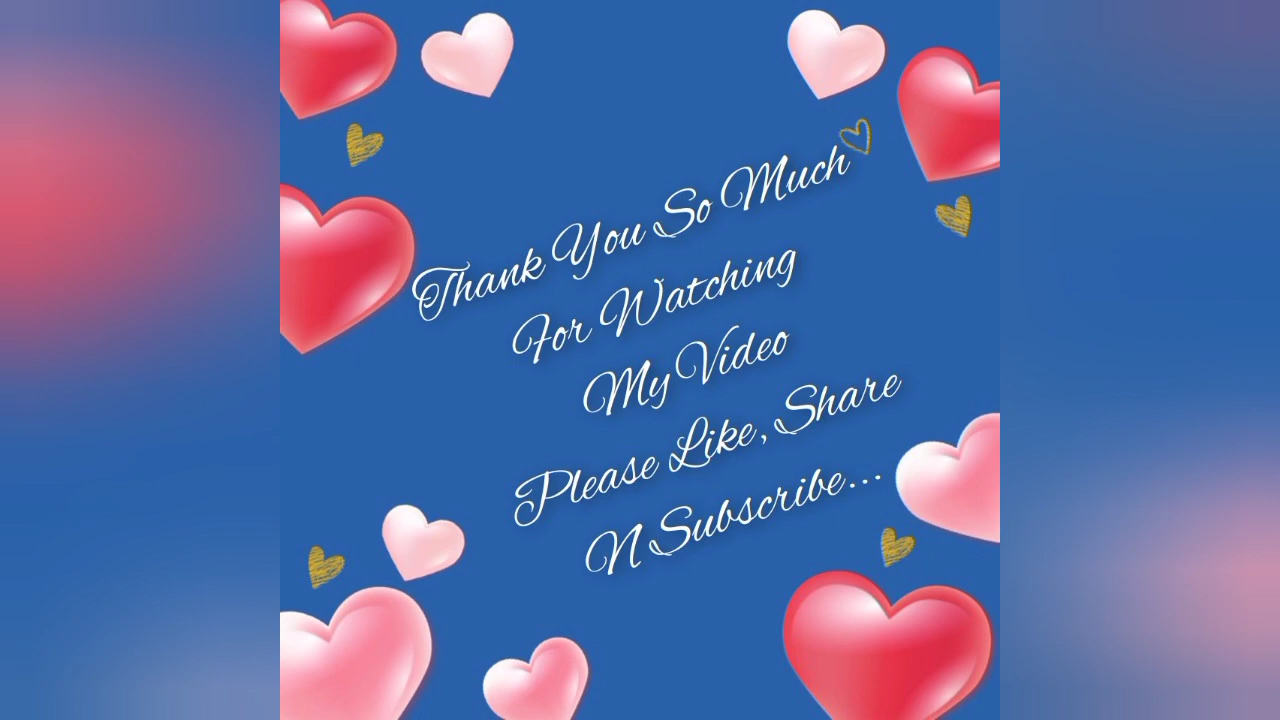 Thank You So Much
For Watching
My Video
Please Like, Share
N Subscribe...